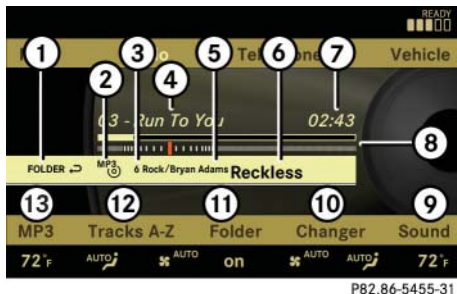 READY
1 3 5 6
2 4 7
Tel one Vehicle
03 - Run To You 02:43
8
FOLDER MP3 6 Rock/Bryan Adams Reckless
13 12 11 10 9
MP3 Tracks A-Z Folder Changer Sound
72°F AUTO AUTO on AUTO AUTO 72°F
P82.86-5455-31